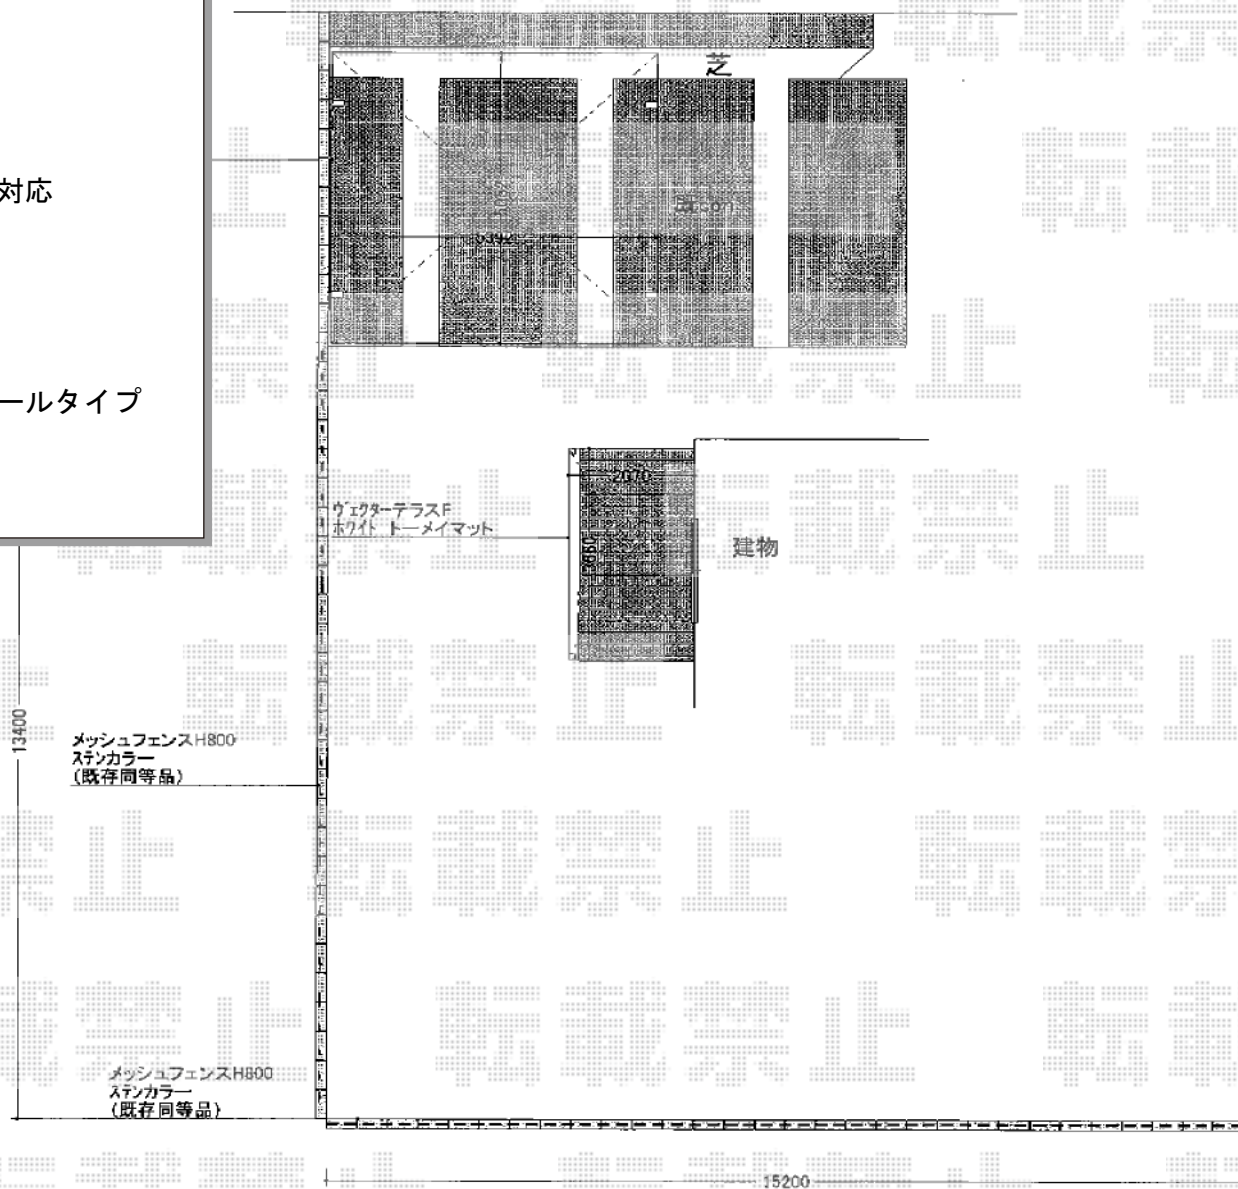 対応
ールタイプ
芝
5392
ヴェクターテラスF
ホワイト トーメイマット
2070
建物
13400
メッシュフェンスH800
ステンカラー
(既存同等品)
メッシュフェンスH800
ステンカラー
(既存同等品)
15200
転載禁止